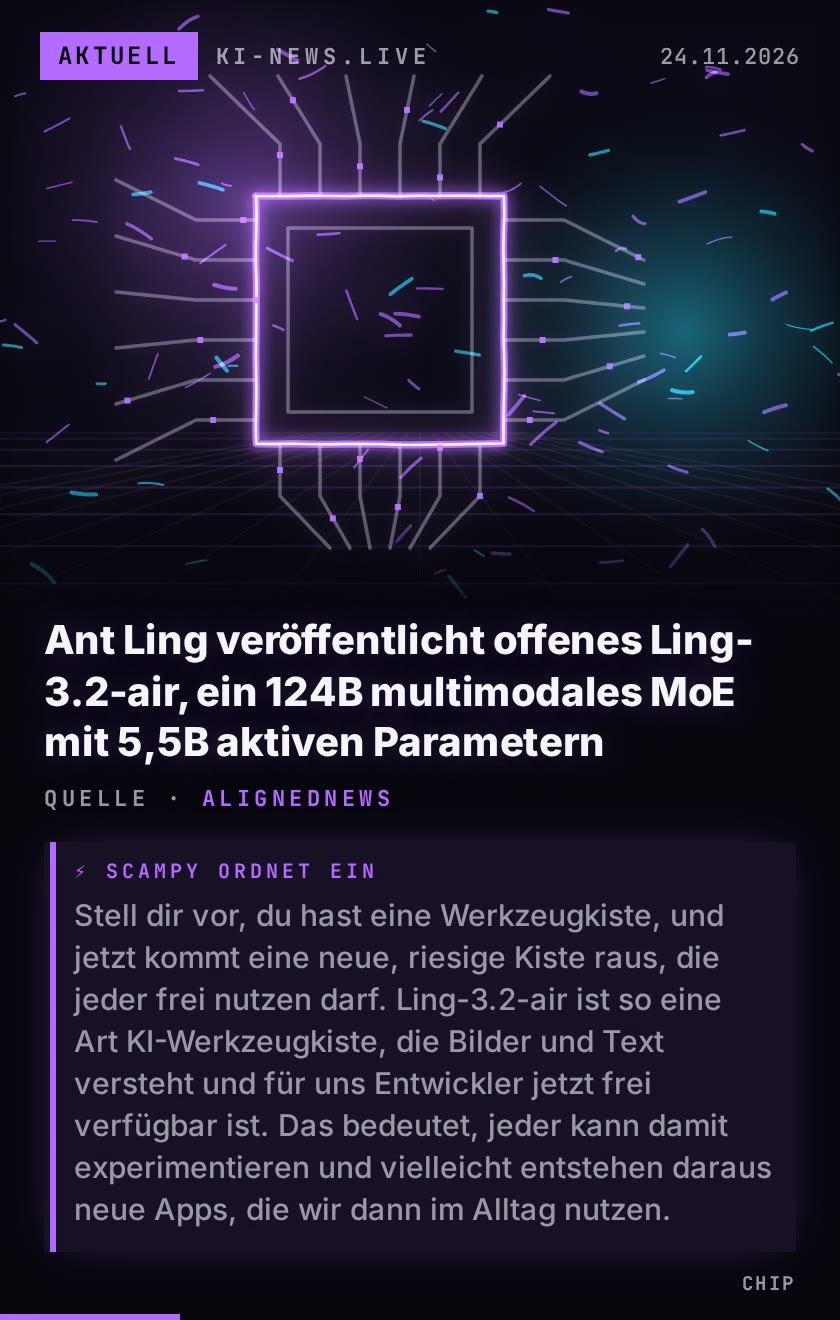 AKTUELL KI-NEWS.LIVE 24.11.2026
Ant Ling veröffentlicht offenes Ling-
3.2-air, ein 124B multimodales MoE
mit 5,5B aktiven Parametern
QUELLE · ALIGNEDNEWS
⚡ SCAMPY ORDNET EIN
Stell dir vor, du hast eine Werkzeugkiste, und
jetzt kommt eine neue, riesige Kiste raus, die
jeder frei nutzen darf. Ling-3.2-air ist so eine
Art KI-Werkzeugkiste, die Bilder und Text
versteht und für uns Entwickler jetzt frei
verfügbar ist. Das bedeutet, jeder kann damit
experimentieren und vielleicht entstehen daraus
neue Apps, die wir dann im Alltag nutzen.
CHIP